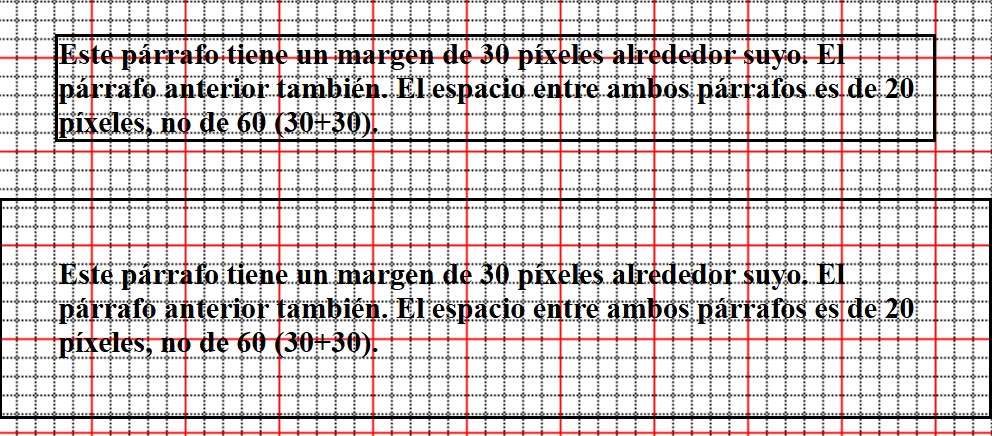 Este párrafo tiene un margen de 30 píxeles alrededor suyo. El
párrafo anterior también. El espacio entre ambos párrafos es de 20
píxeles, no de 60 (30+30).
Este párrafo tiene un margen de 30 píxeles alrededor suyo. El
párrafo anterior también. El espacio entre ambos párrafos es de 20
píxeles, no de 60 (30+30).